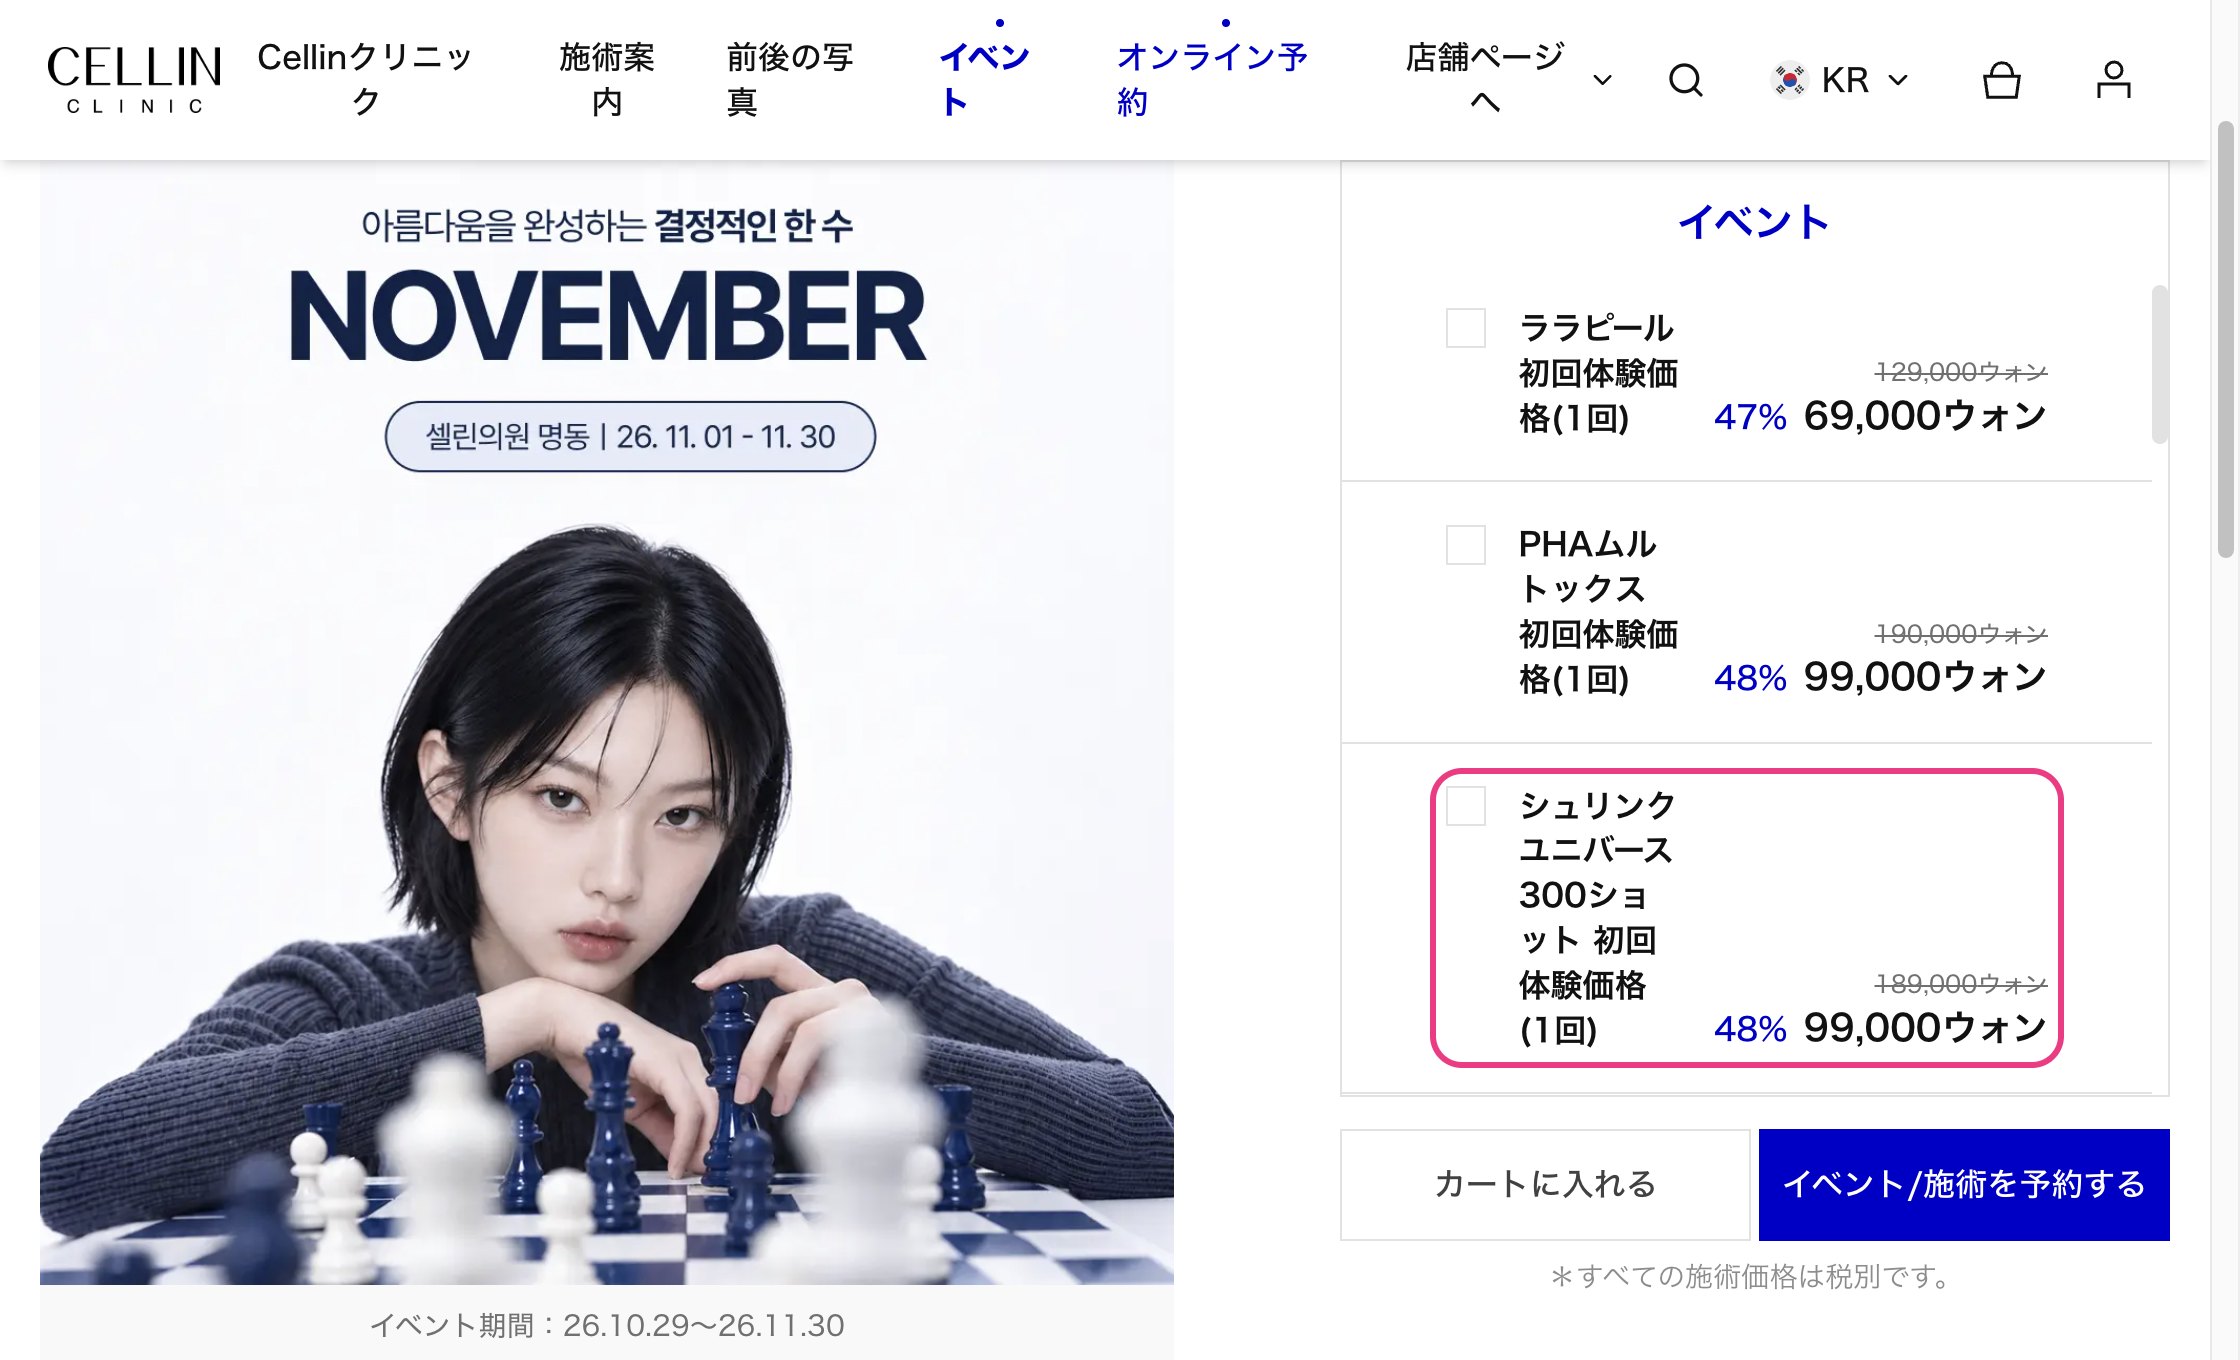 CELLIN
CLINIC
Cellinクリニッ
ク
施術案
内
前後の写
真
イベン
ト
オンライン予
約
店舗ページ
へ
KR
아름다움을 완성하는 결정적인 한 수
NOVEMBER
셀린의원 명동 | 26. 11. 01 - 11. 30
イベント期間：26.10.29〜26.11.30
イベント
ララピール
初回体験価
格(1回)
129,000ウォン
47% 69,000ウォン
PHAムル
トックス
初回体験価
格(1回)
190,000ウォン
48% 99,000ウォン
シュリンク
ユニバース
300ショ
ット 初回
体験価格
(1回)
189,000ウォン
48% 99,000ウォン
カートに入れる
イベント/施術を予約する
＊すべての施術価格は税別です。